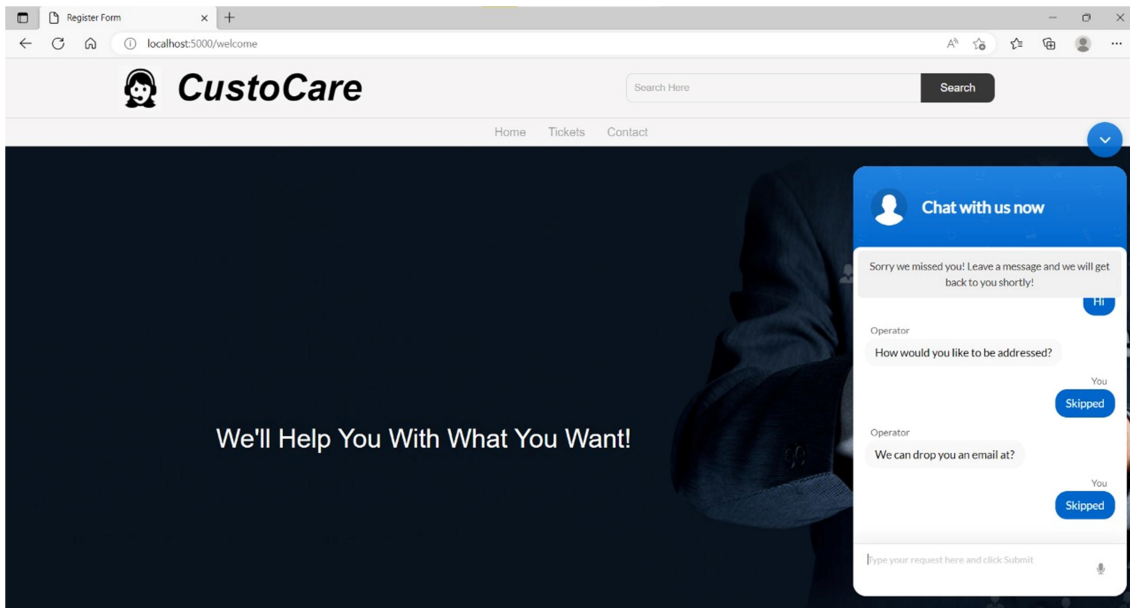 Register Form
localhost:5000/welcome
CustoCare
Search Here
Search
Home Tickets Contact
We'll Help You With What You Want!
Chat with us now
Sorry we missed you! Leave a message and we will get
back to you shortly!
Hi
Operator
How would you like to be addressed?
You
Skipped
Operator
We can drop you an email at?
You
Skipped
Type your request here and click Submit